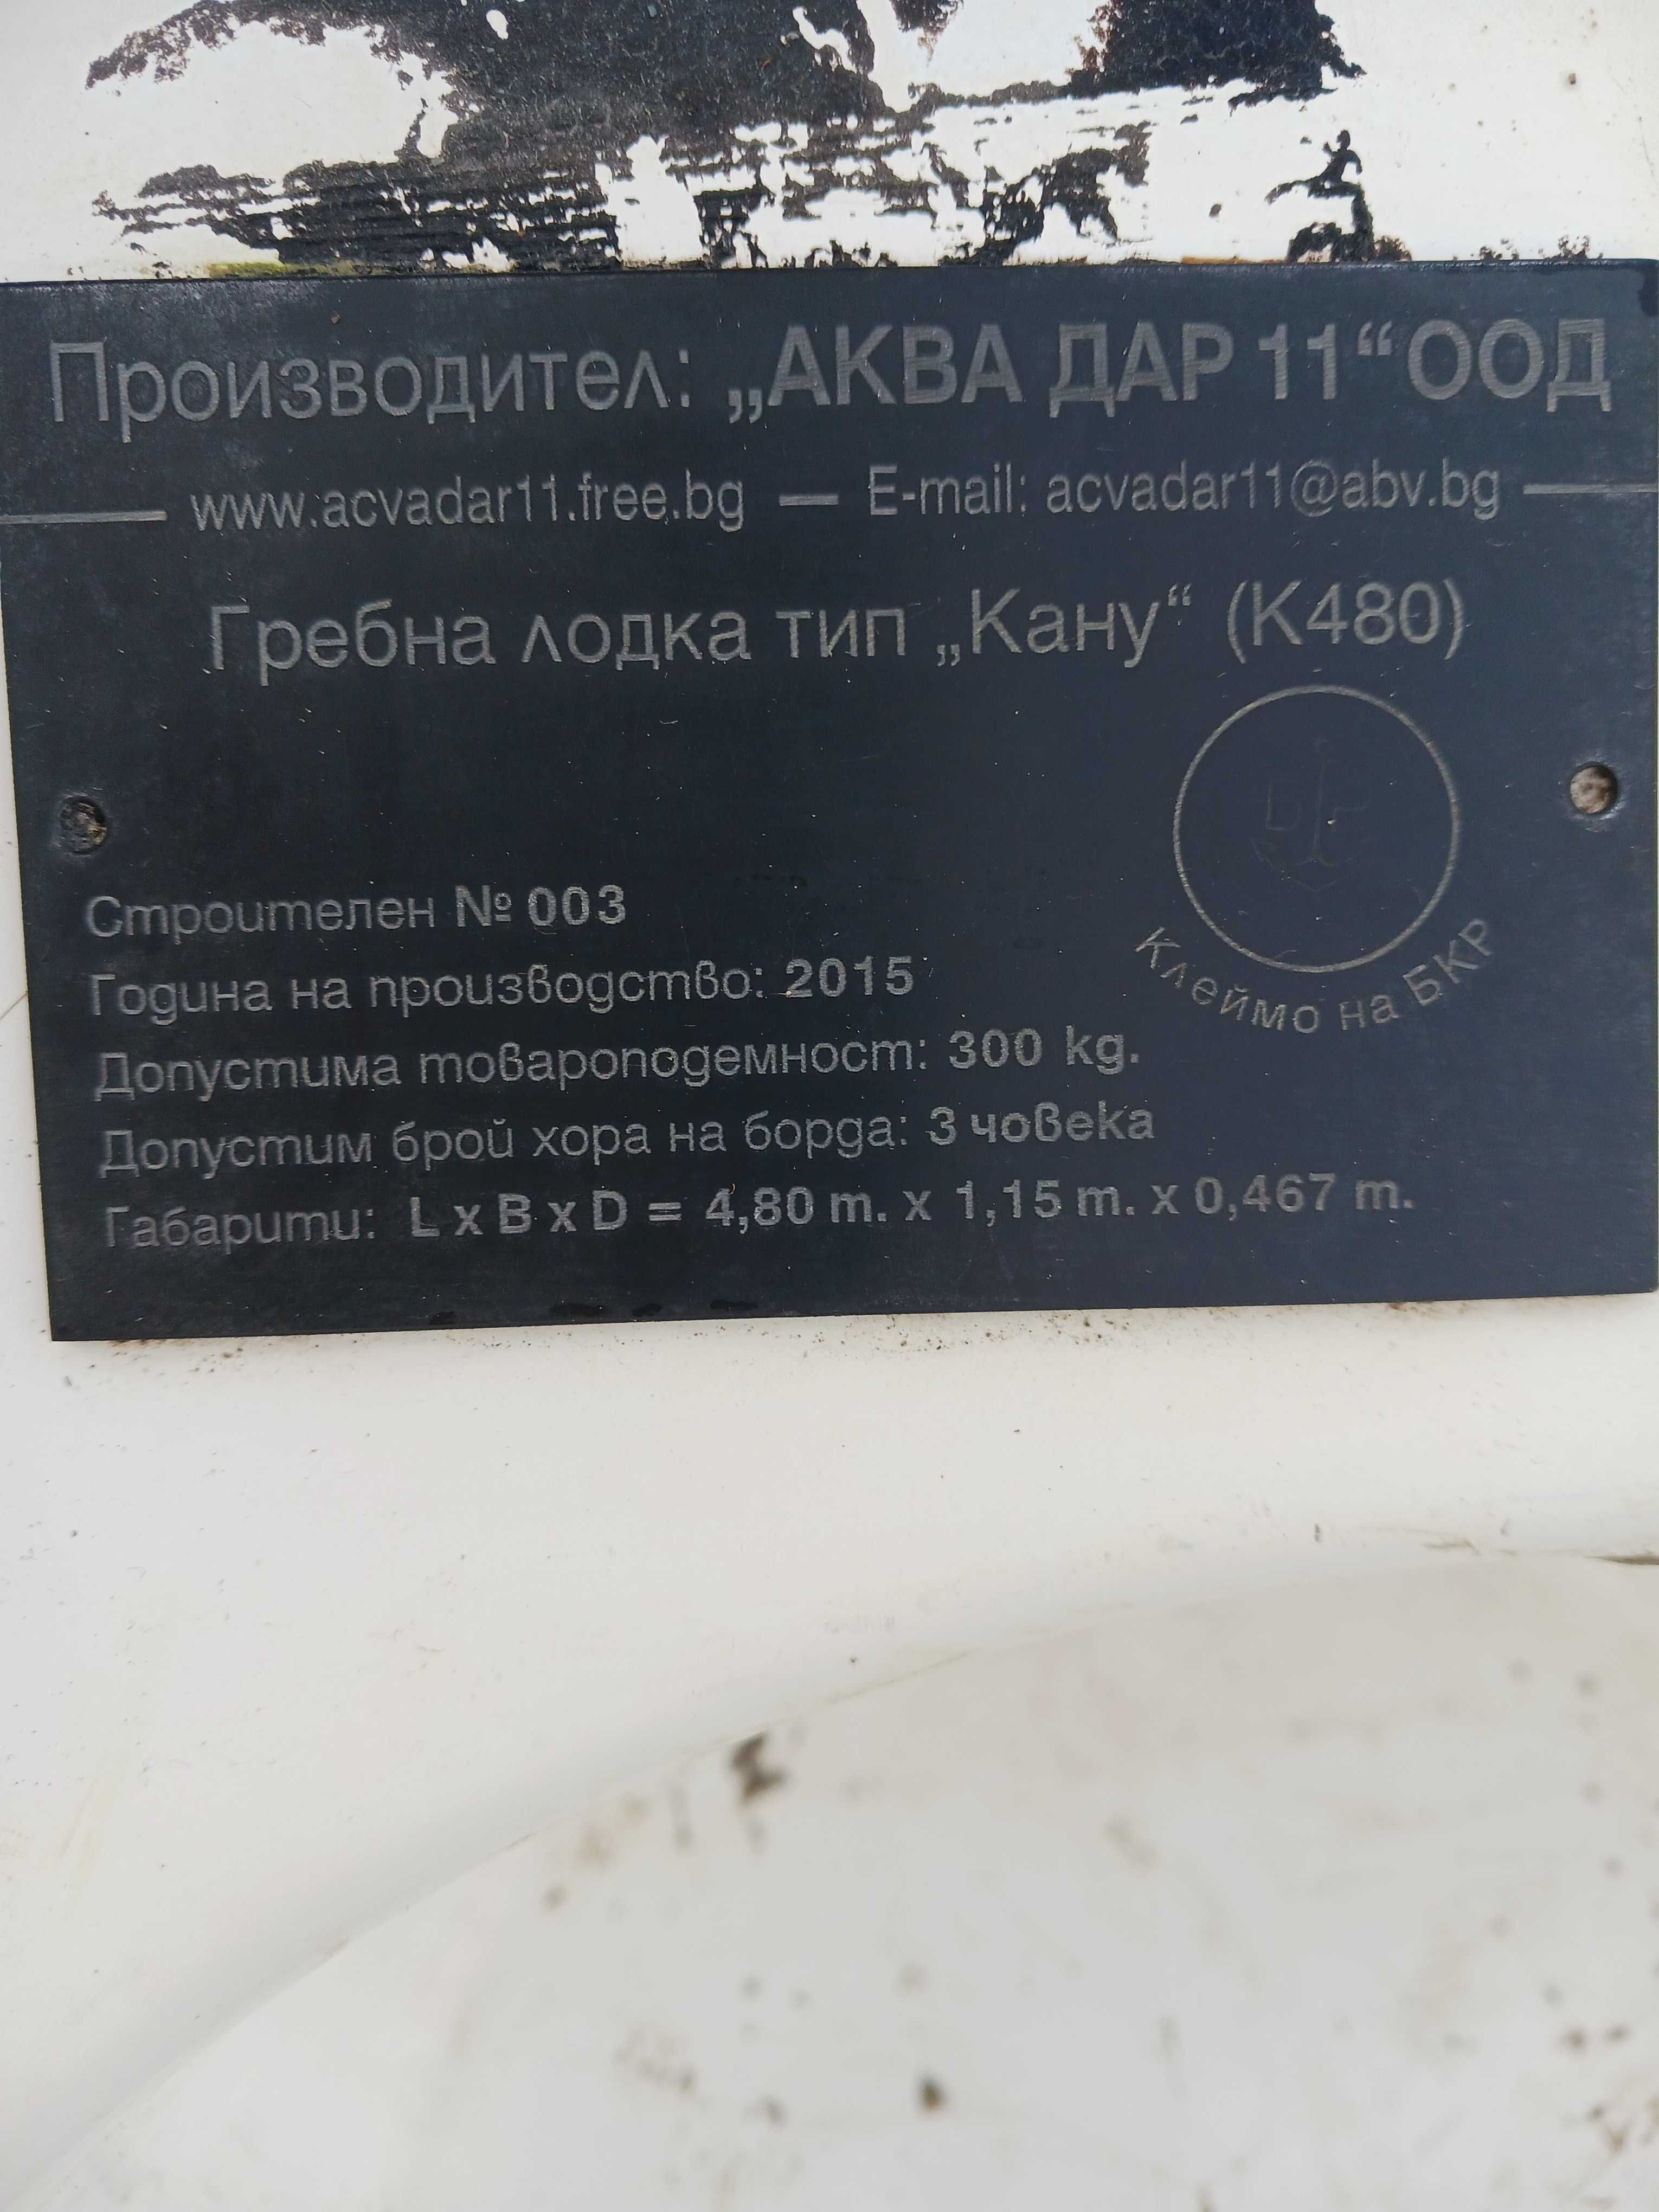 Производител: „АКВА ДАР 11“ ООД
www.acvadar11.free.bg — E-mail: acvadar11@abv.bg
Гребна лодка тип „Кану“ (К480)
Клеймо на БКР
Строителен № 003
Година на производство: 2015
Допустима товароподемност: 300 kg.
Допустим брой хора на борда: 3 човека
Габарити: L x B x D = 4,80 m. x 1,15 m. x 0,467 m.